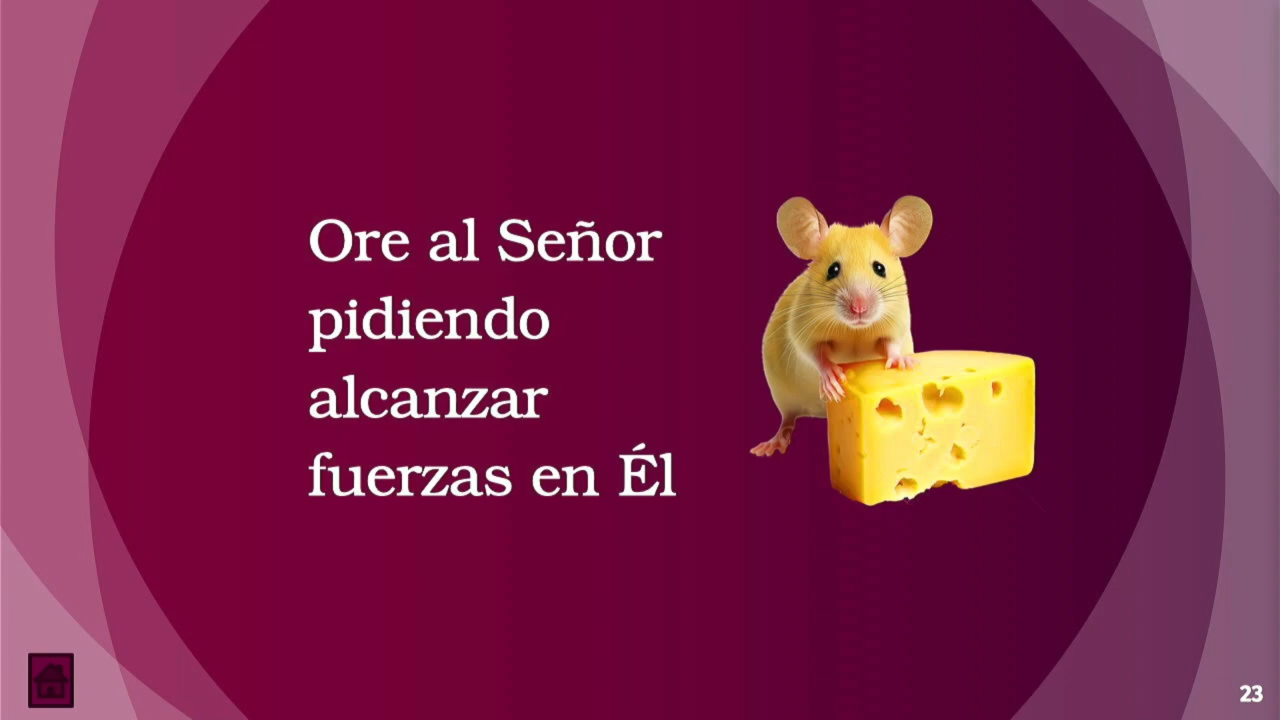 Ore al Señor
pidiendo
alcanzar
fuerzas en Él
23